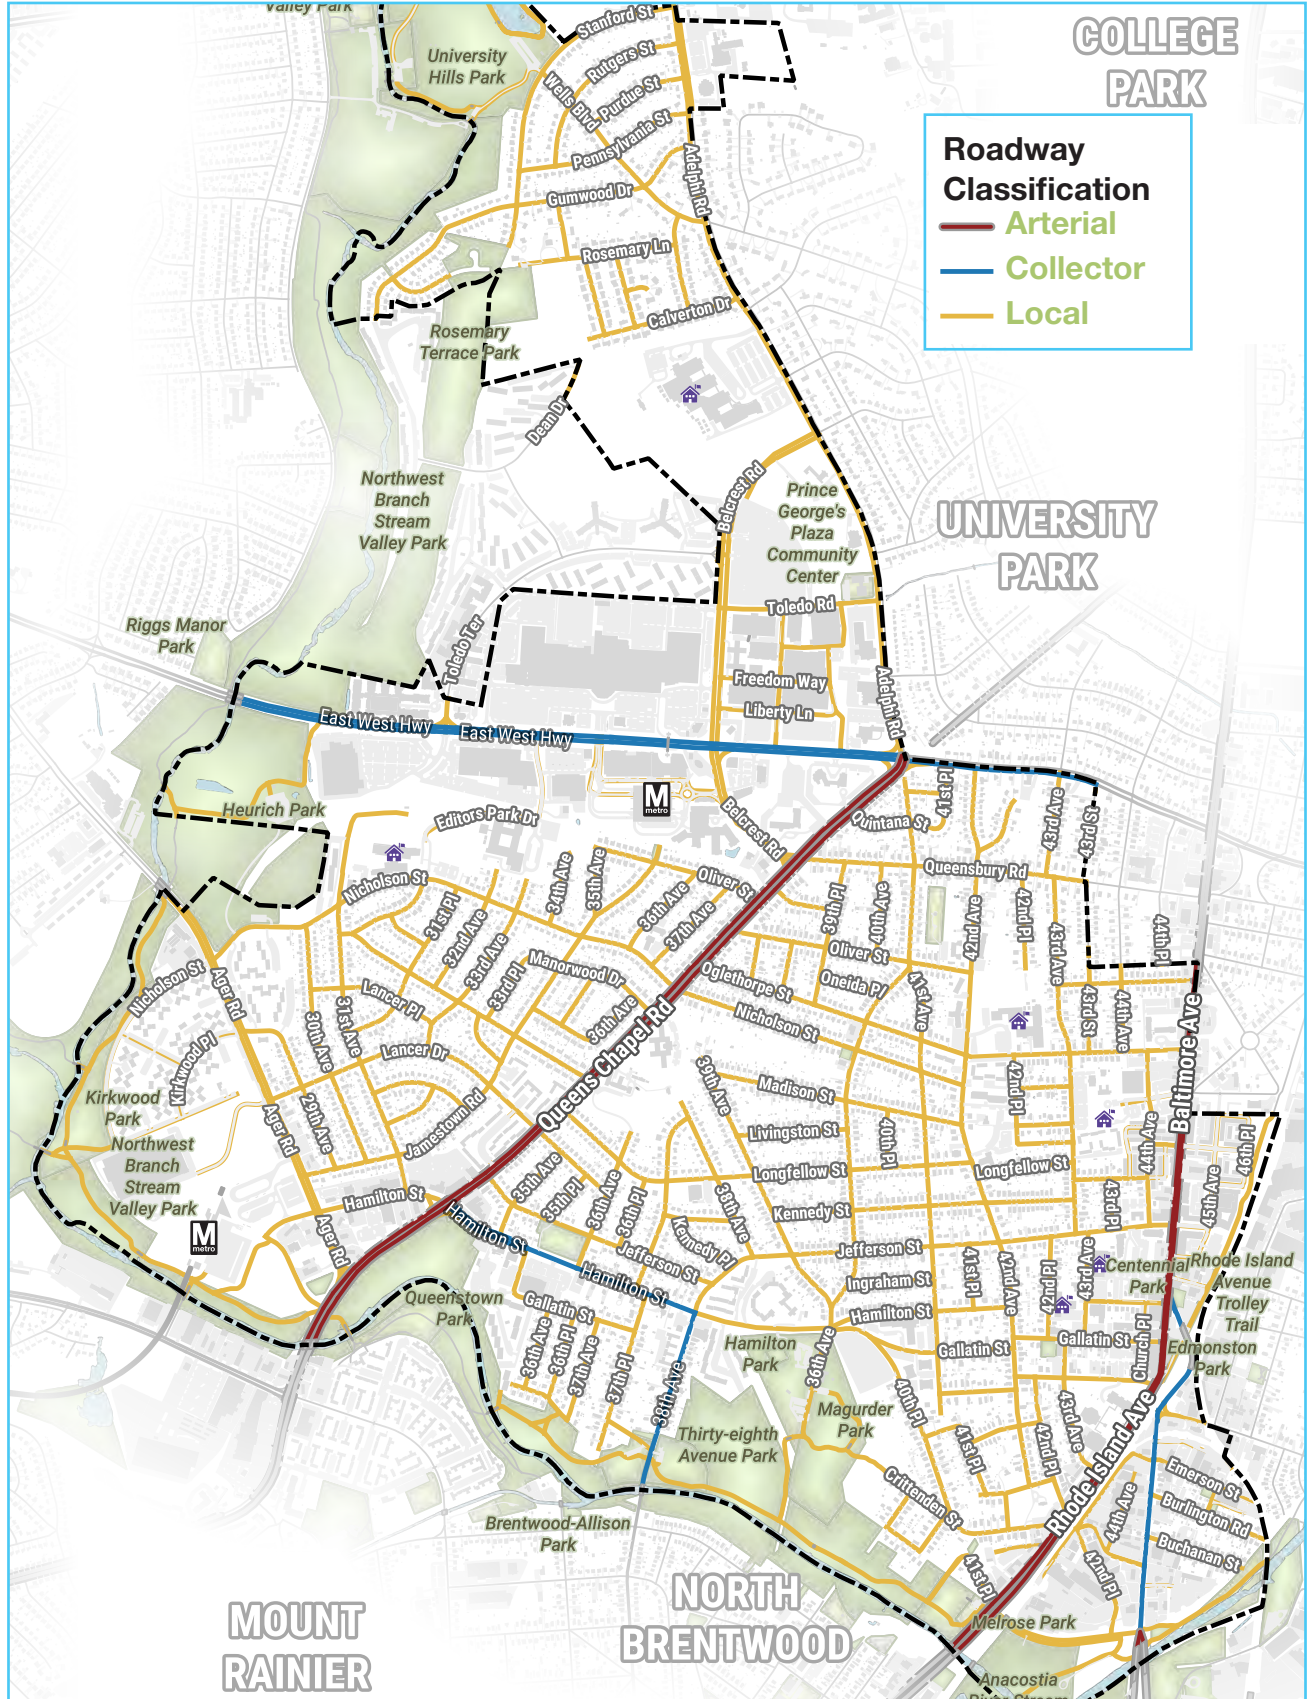 Valley Park
COLLEGE
PARK
University
Hills Park
Stanford St
Rutgers St
Wells Blvd
Purdue St
Pennsylvania St
Adelphi Rd
Gumwood Dr
Roadway
Classification
Arterial
Collector
Local
Rosemary Ln
Calverton Dr
Rosemary
Terrace Park
Dean Dr
Belcrest Rd
Northwest
Branch
Stream
Valley Park
Prince
George's
Plaza
Community
Center
UNIVERSITY
PARK
Toledo Rd
Riggs Manor
Park
Toledo Ter
Freedom Way
Liberty Ln
Adelphi Rd
East West Hwy
East West Hwy
M
metro
Heurich Park
Editors Park Dr
Belcrest Rd
Quintana St
41st Pl
43rd Ave
43rd St
Queensbury Rd
Nicholson St
34th Ave
35th Ave
Oliver St
36th Ave
37th Ave
31st Pl
32nd Ave
33rd Ave
33rd Pl
39th Pl
40th Ave
42nd Ave
42nd Pl
43rd Ave
44th Pl
Oliver St
Manorwood Dr
Oglethorpe St
Oneida Pl
41st Ave
Nicholson St
Nicholson St
Ager Rd
Lancer Pl
30th Ave
31st Ave
36th Ave
43rd St
44th Ave
Baltimore Ave
Kirkwood Pl
Lancer Dr
Queens Chapel Rd
39th Ave
Madison St
42nd Pl
Kirkwood
Park
Ager Rd
29th Ave
Jamestown Rd
Livingston St
40th Pl
44th Ave
46th Pl
Northwest
Branch
Stream
Valley Park
Longfellow St
Longfellow St
35th Ave
35th Pl
36th Ave
36th Pl
38th Ave
45th Ave
43rd Pl
Hamilton St
M
metro
Ager Rd
Hamilton St
Kennedy St
Kennedy Pl
Jefferson St
Jefferson St
Hamilton St
Ingraham St
Hamilton St
41st Pl
42nd Ave
42nd Pl
43rd Ave
Centennial
Park
Rhode Island
Avenue
Trolley
Trail
Queenstown
Park
Gallatin St
36th Ave
36th Pl
37th Ave
37th Pl
38th Ave
Hamilton
Park
36th Ave
Gallatin St
Gallatin St
Church Pl
Edmonston
Park
Magurder
Park
40th Pl
41st Pl
42nd Pl
43rd Ave
Rhode Island Ave
Thirty-eighth
Avenue Park
Crittenden St
44th Ave
Emerson St
Burlington Rd
Buchanan St
Brentwood-Allison
Park
41st Pl
42nd Pl
Melrose Park
MOUNT
RAINIER
NORTH
BRENTWOOD
Anacostia
River Stream